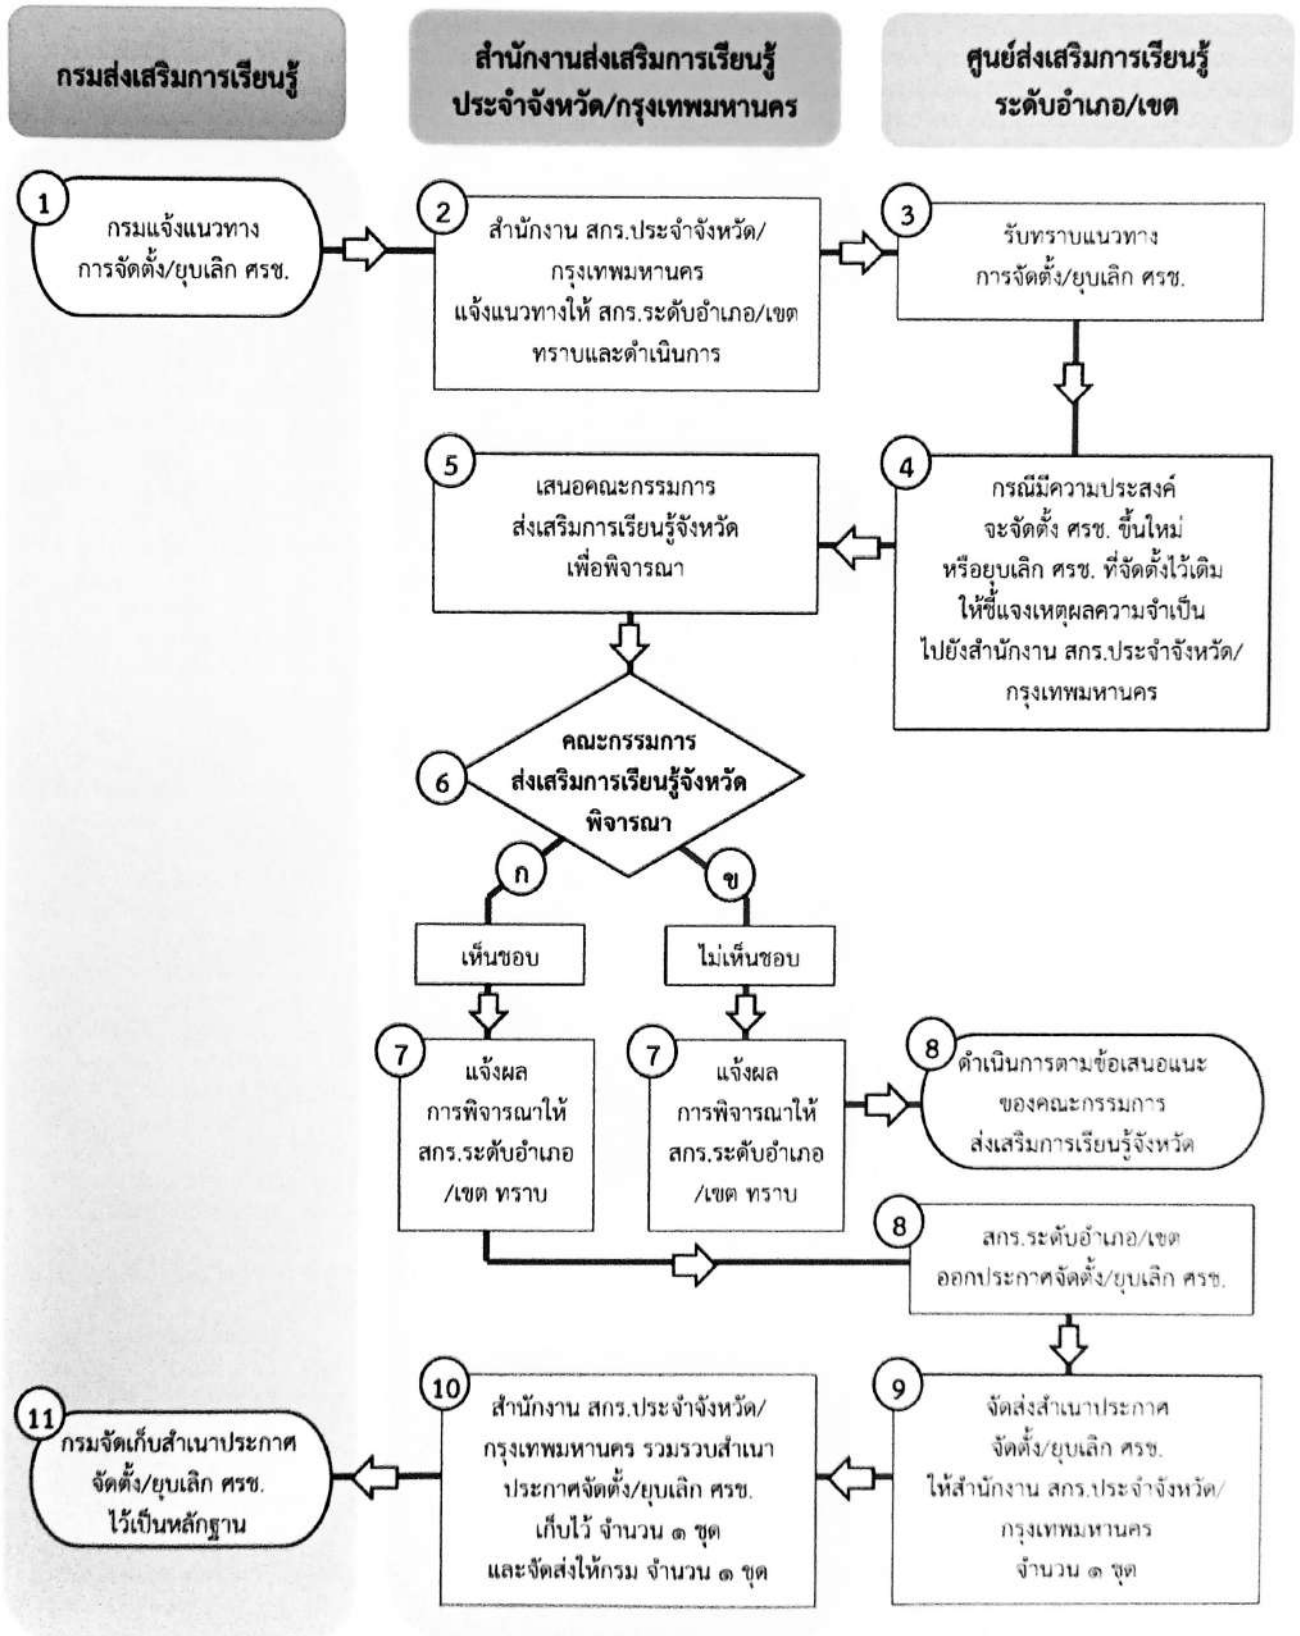 กรมส่งเสริมการเรียนรู้
สำนักงานส่งเสริมการเรียนรู้
ประจำจังหวัด/กรุงเทพมหานคร
ศูนย์ส่งเสริมการเรียนรู้
ระดับอำเภอ/เขต
1
กรมแจ้งแนวทาง
การจัดตั้ง/ยุบเลิก ศรช.
2
สำนักงาน สกร.ประจำจังหวัด/
กรุงเทพมหานคร
แจ้งแนวทางให้ สกร.ระดับอำเภอ/เขต
ทราบและดำเนินการ
3
รับทราบแนวทาง
การจัดตั้ง/ยุบเลิก ศรช.
4
กรณีมีความประสงค์
จะจัดตั้ง ศรช. ขึ้นใหม่
หรือยุบเลิก ศรช. ที่จัดตั้งไว้เดิม
ให้ชี้แจงเหตุผลความจำเป็น
ไปยังสำนักงาน สกร.ประจำจังหวัด/
กรุงเทพมหานคร
5
เสนอคณะกรรมการ
ส่งเสริมการเรียนรู้จังหวัด
เพื่อพิจารณา
6
คณะกรรมการ
ส่งเสริมการเรียนรู้จังหวัด
พิจารณา
ก
ข
เห็นชอบ
ไม่เห็นชอบ
7
แจ้งผล
การพิจารณาให้
สกร.ระดับอำเภอ
/เขต ทราบ
7
แจ้งผล
การพิจารณาให้
สกร.ระดับอำเภอ
/เขต ทราบ
8
ดำเนินการตามข้อเสนอแนะ
ของคณะกรรมการ
ส่งเสริมการเรียนรู้จังหวัด
8
สกร.ระดับอำเภอ/เขต
ออกประกาศจัดตั้ง/ยุบเลิก ศรช.
9
จัดส่งสำเนาประกาศ
จัดตั้ง/ยุบเลิก ศรช.
ให้สำนักงาน สกร.ประจำจังหวัด/
กรุงเทพมหานคร
จำนวน ๑ ชุด
10
สำนักงาน สกร.ประจำจังหวัด/
กรุงเทพมหานคร รวมรวบสำเนา
ประกาศจัดตั้ง/ยุบเลิก ศรช.
เก็บไว้ จำนวน ๑ ชุด
และจัดส่งให้กรม จำนวน ๑ ชุด
11
กรมจัดเก็บสำเนาประกาศ
จัดตั้ง/ยุบเลิก ศรช.
ไว้เป็นหลักฐาน